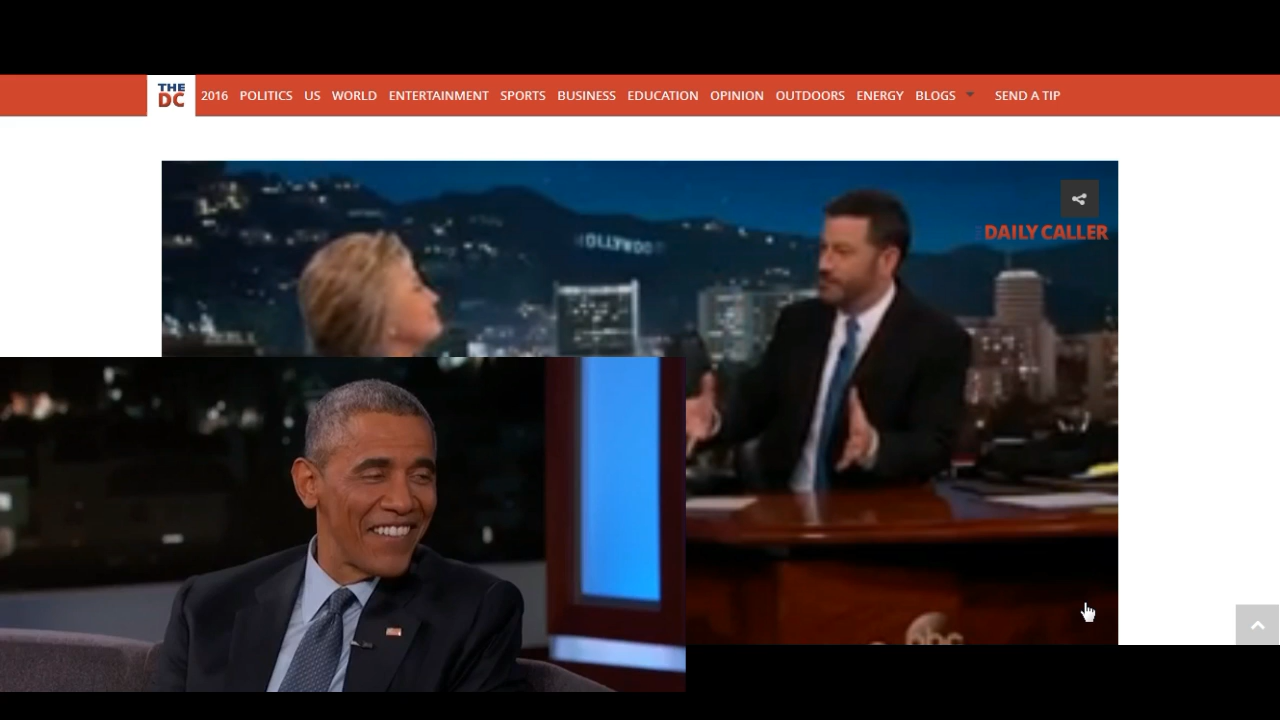 THE
DC
2016 POLITICS US WORLD ENTERTAINMENT SPORTS BUSINESS EDUCATION OPINION OUTDOORS ENERGY BLOGS SEND A TIP
DAILY CALLER
HOLLYWOO
abc